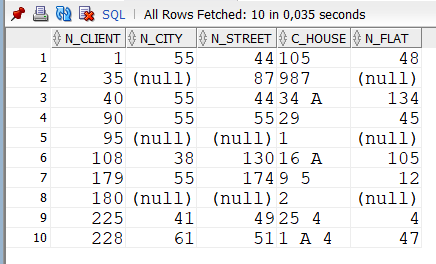 SQL | All Rows Fetched: 10 in 0,035 seconds
N_CLIENT N_CITY N_STREET C_HOUSE N_FLAT
1 1 55 44 105 48
2 35 (null) 87 987 (null)
3 40 55 44 34 A 134
4 90 55 55 29 45
5 95 (null) (null) 1 (null)
6 108 38 130 16 A 105
7 179 55 174 9 5 12
8 180 (null) (null) 2 (null)
9 225 41 49 25 4 4
10 228 61 51 1 A 4 47